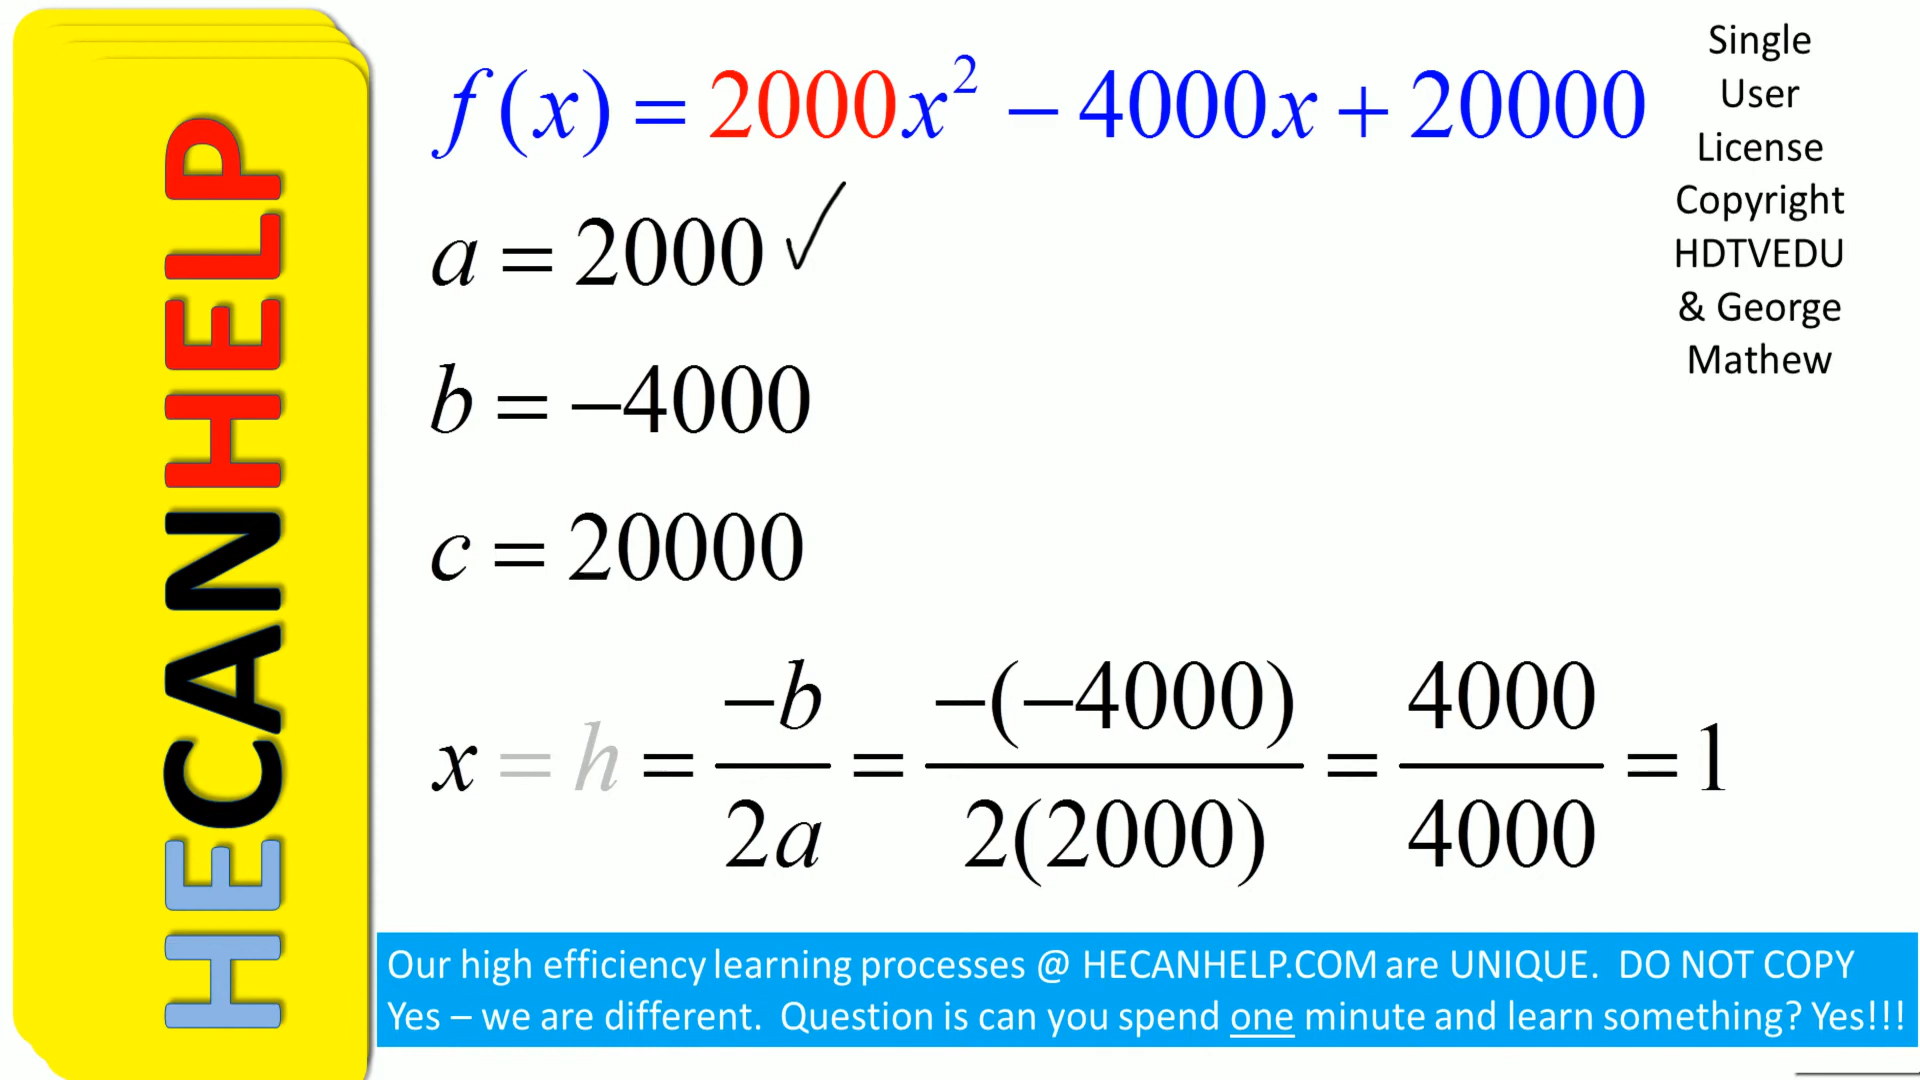 HECANHELP
f(x) = 2000x² − 4000x + 20000
a = 2000 ✓
b = −4000
c = 20000
x = h = −b/2a = −(−4000)/2(2000) = 4000/4000 = 1
Single
User
License
Copyright
HDTVEDU
& George
Mathew
Our high efficiency learning processes @ HECANHELP.COM are UNIQUE. DO NOT COPY
Yes – we are different. Question is can you spend one minute and learn something? Yes!!!